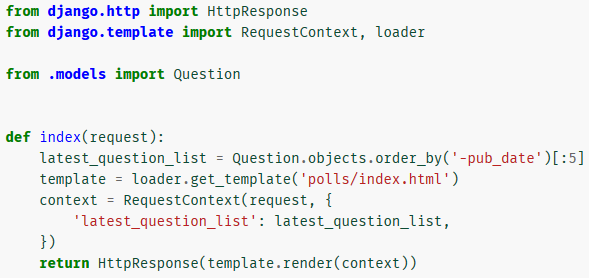 from django.http import HttpResponse
from django.template import RequestContext, loader
from .models import Question
def index(request):
    latest_question_list = Question.objects.order_by('-pub_date')[:5]
    template = loader.get_template('polls/index.html')
    context = RequestContext(request, {
        'latest_question_list': latest_question_list,
    })
    return HttpResponse(template.render(context))